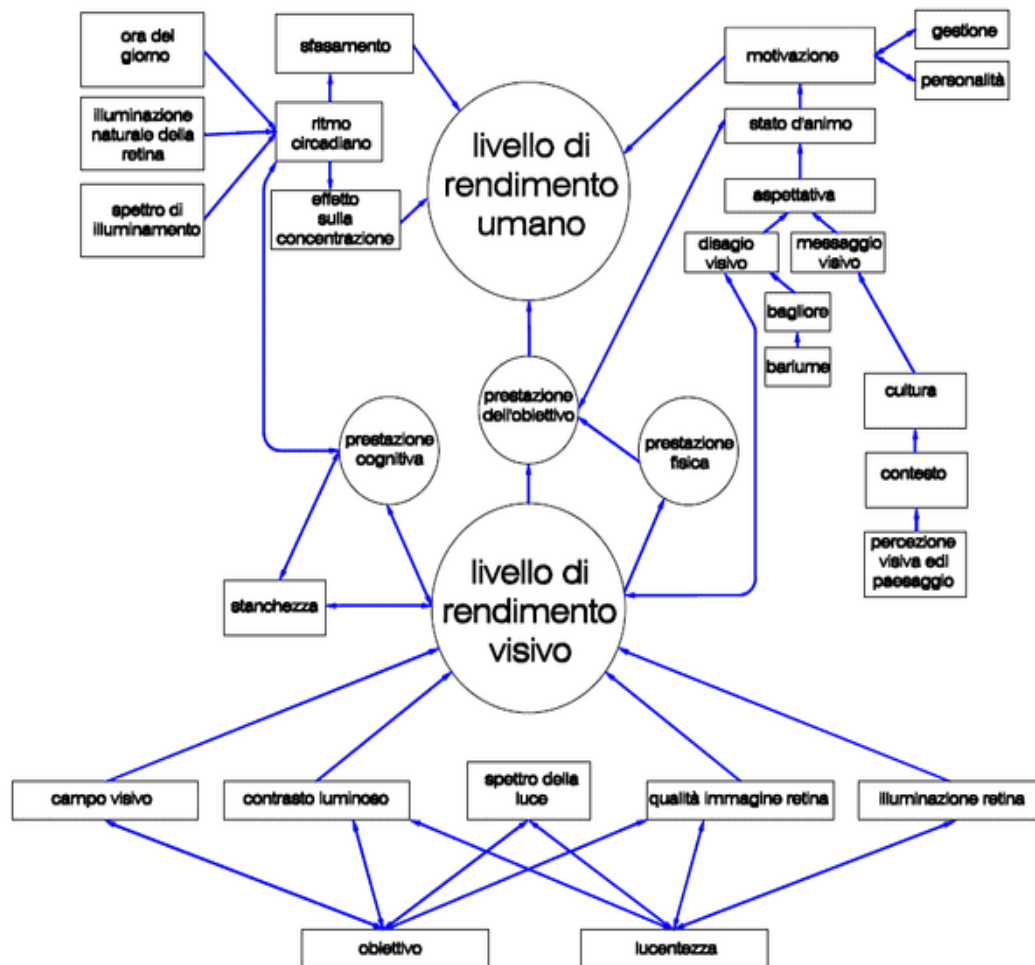 ora del
giorno
sfasamento
motivazione
gestione
personalità
illuminazione
naturale della
retina
ritmo
circadiano
stato d'animo
livello di
rendimento
umano
spettro di
illuminamento
effetto
sulla
concentrazione
aspettativa
disagio
visivo
messaggio
visivo
bagliore
barlume
prestazione
dell'obiettivo
cultura
prestazione
cognitiva
prestazione
fisica
contesto
percezione
visiva edi
paesaggio
livello di
rendimento
visivo
stanchezza
campo visivo
contrasto luminoso
spettro della
luce
qualità immagine retina
illuminazione retina
obiettivo
lucentezza